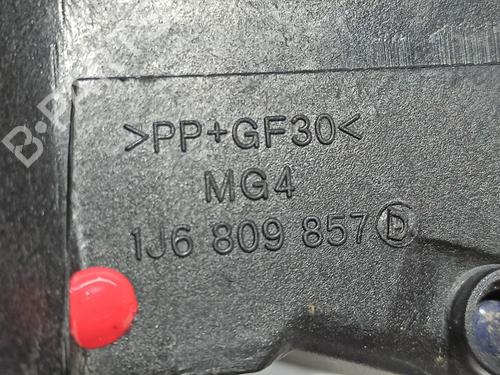 >PP+GF30<
MG4
1J6 809 857 D
B-PARTS